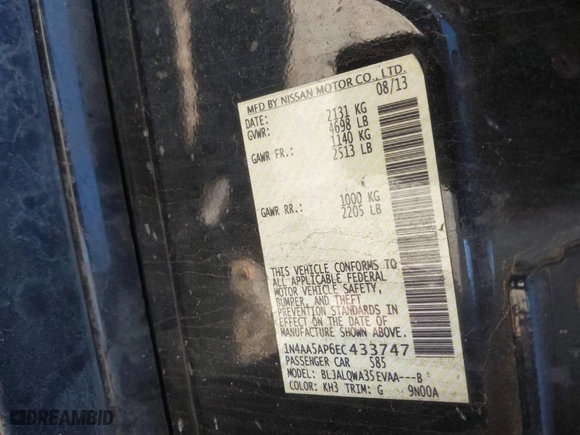 MFD BY NISSAN MOTOR CO., LTD.
DATE: 08/13
GVWR: 2131 KG
4698 LB
GAWR FR.: 1140 KG
2513 LB
GAWR RR.: 1000 KG
2205 LB
THIS VEHICLE CONFORMS TO
ALL APPLICABLE FEDERAL
MOTOR VEHICLE SAFETY,
BUMPER, AND THEFT
PREVENTION STANDARDS IN
EFFECT ON THE DATE OF
MANUFACTURE SHOWN ABOVE.
1N4AA5AP6EC433747
PASSENGER CAR 585
MODEL: BLJALQWA35EVAA---B
COLOR: KH3 TRIM: G 9N00A
DREAMBID